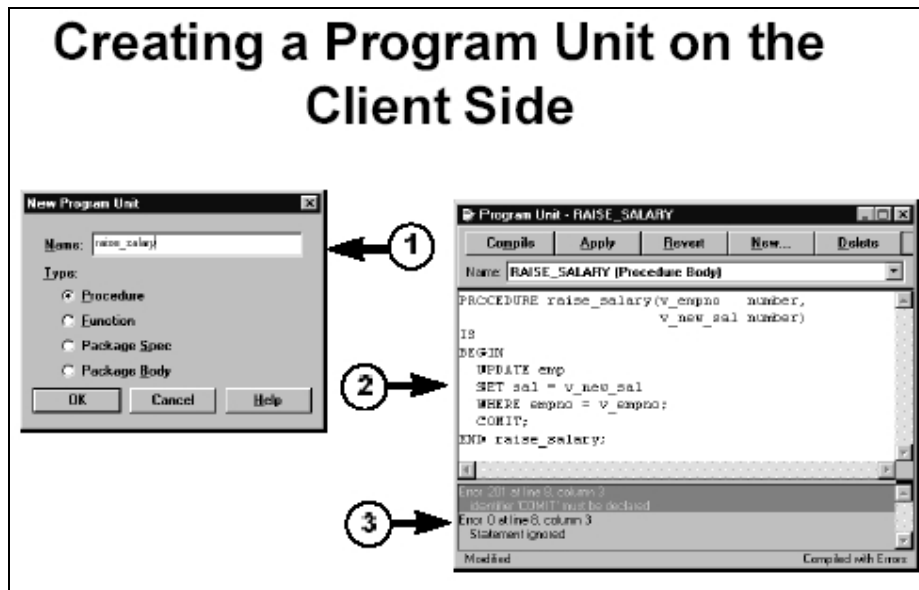 Creating a Program Unit on the
Client Side
New Program Unit
Name: raise_salary
Type:
Procedure
Function
Package Spec
Package Body
OK Cancel Help
1
Program Unit - RAISE_SALARY
Compile Apply Revert New... Delete
Name: RAISE_SALARY (Procedure Body)
PROCEDURE raise_salary(v_empno number,
v_new_sal number)
IS
BEGIN
UPDATE emp
SET sal = v_new_sal
WHERE empno = v_empno;
COMIT;
END raise_salary;
2
Error 201 at line 8, column 3
identifier 'COMIT' must be declared
Error 0 at line 8, column 3
Statement ignored
3
Modified Compiled with Errors